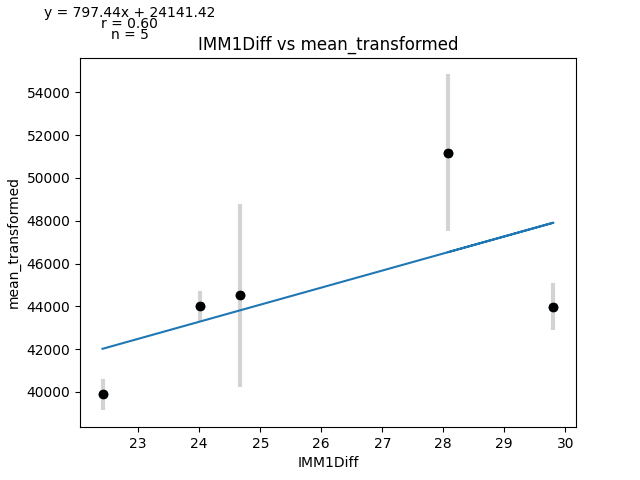 y = 797.44x + 24141.42
r = 0.60
n = 5
IMM1Diff vs mean_transformed
mean_transformed
54000
52000
50000
48000
46000
44000
42000
40000
23 24 25 26 27 28 29 30
IMM1Diff